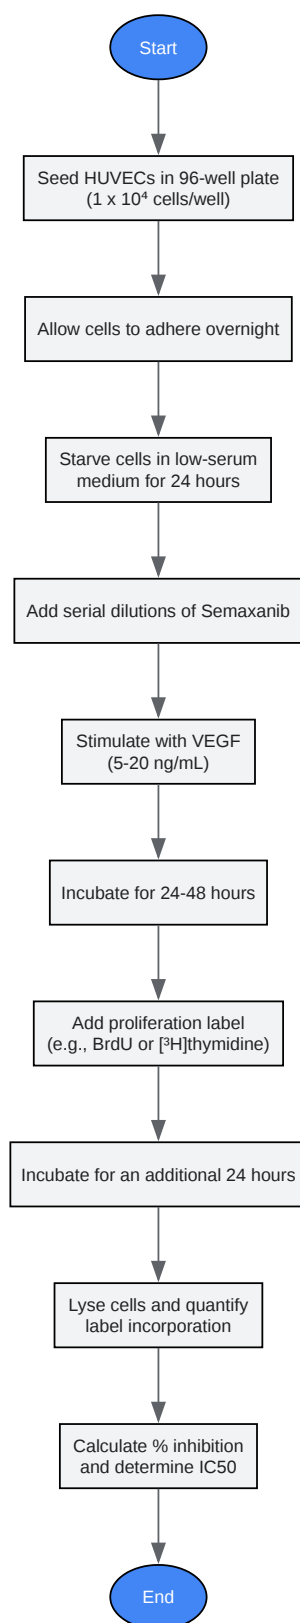 Start
Seed HUVECs in 96-well plate
(1 x 10⁴ cells/well)
Allow cells to adhere overnight
Starve cells in low-serum
medium for 24 hours
Add serial dilutions of Semaxanib
Stimulate with VEGF
(5-20 ng/mL)
Incubate for 24-48 hours
Add proliferation label
(e.g., BrdU or [³H]thymidine)
Incubate for an additional 24 hours
Lyse cells and quantify
label incorporation
Calculate % inhibition
and determine IC50
End